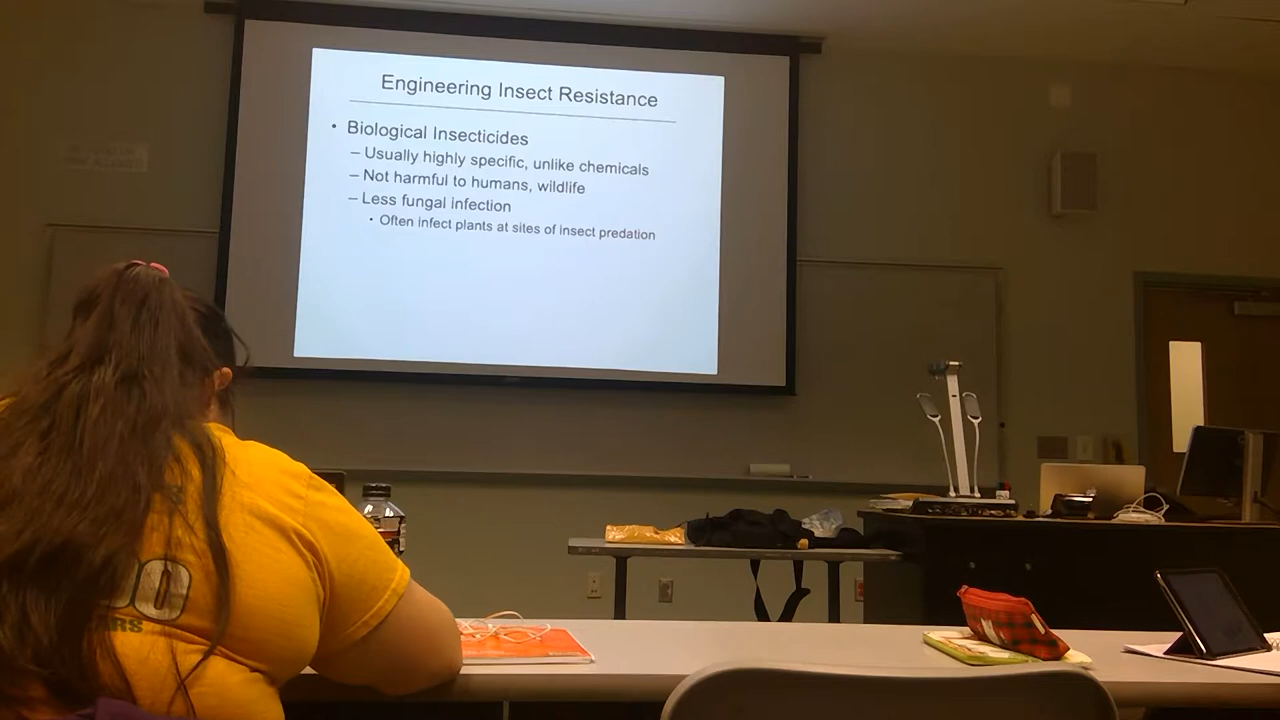 Engineering Insect Resistance
• Biological Insecticides
– Usually highly specific, unlike chemicals
– Not harmful to humans, wildlife
– Less fungal infection
• Often infect plants at sites of insect predation